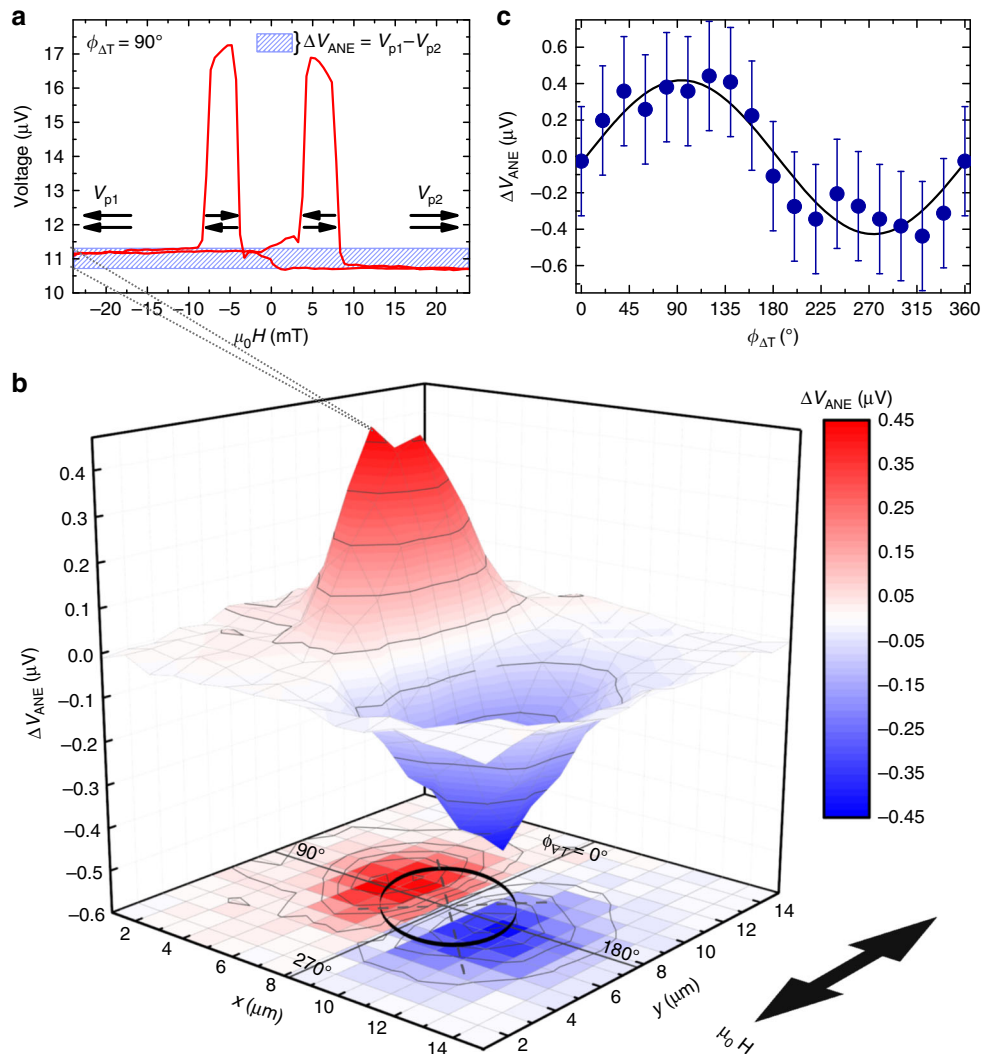 a
ϕΔT = 90°
} ΔVANE = Vp1 – Vp2
17
16
15
14
13
12
11
10
Voltage (μV)
Vp1
Vp2
–20 –15 –10 –5 0 5 10 15 20
μ0H (mT)
c
0.6
0.4
0.2
0.0
–0.2
–0.4
–0.6
ΔVANE (μV)
0 45 90 135 180 225 270 315 360
ϕΔT (°)
b
ΔVANE (μV)
0.45
0.35
0.25
0.15
0.05
–0.05
–0.15
–0.25
–0.35
–0.45
0.4
0.3
0.2
0.1
0.0
–0.1
–0.2
–0.3
–0.4
–0.5
–0.6
ΔVANE (μV)
90°
ϕ∇T = 0°
270°
180°
2 4 6 8 10 12 14
x (μm)
2 4 6 8 10 12 14
y (μm)
μ0 H